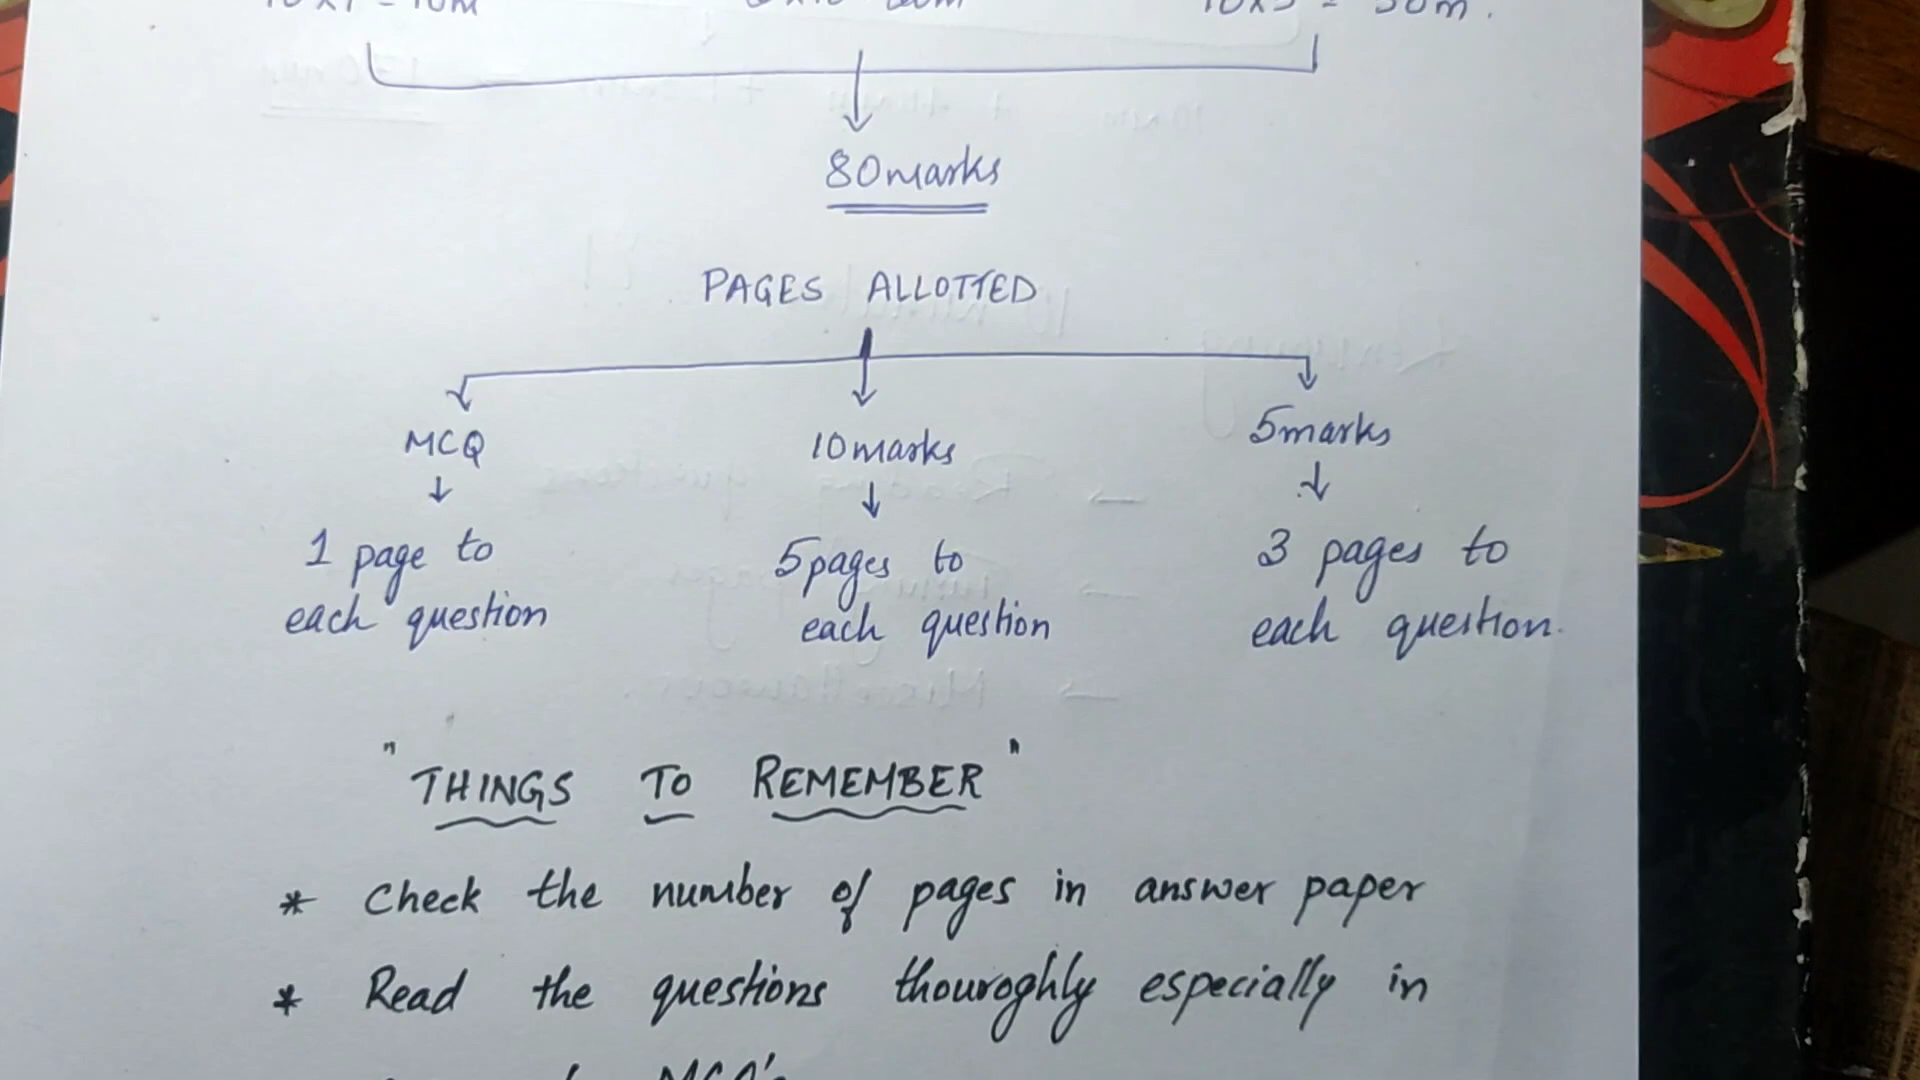 80marks
PAGES ALLOTTED
MCQ 10marks 5marks
1 page to each question
5pages to each question
3 pages to each question.
"THINGS TO REMEMBER"
* Check the number of pages in answer paper
* Read the questions thouroghly especially in
MCQ's